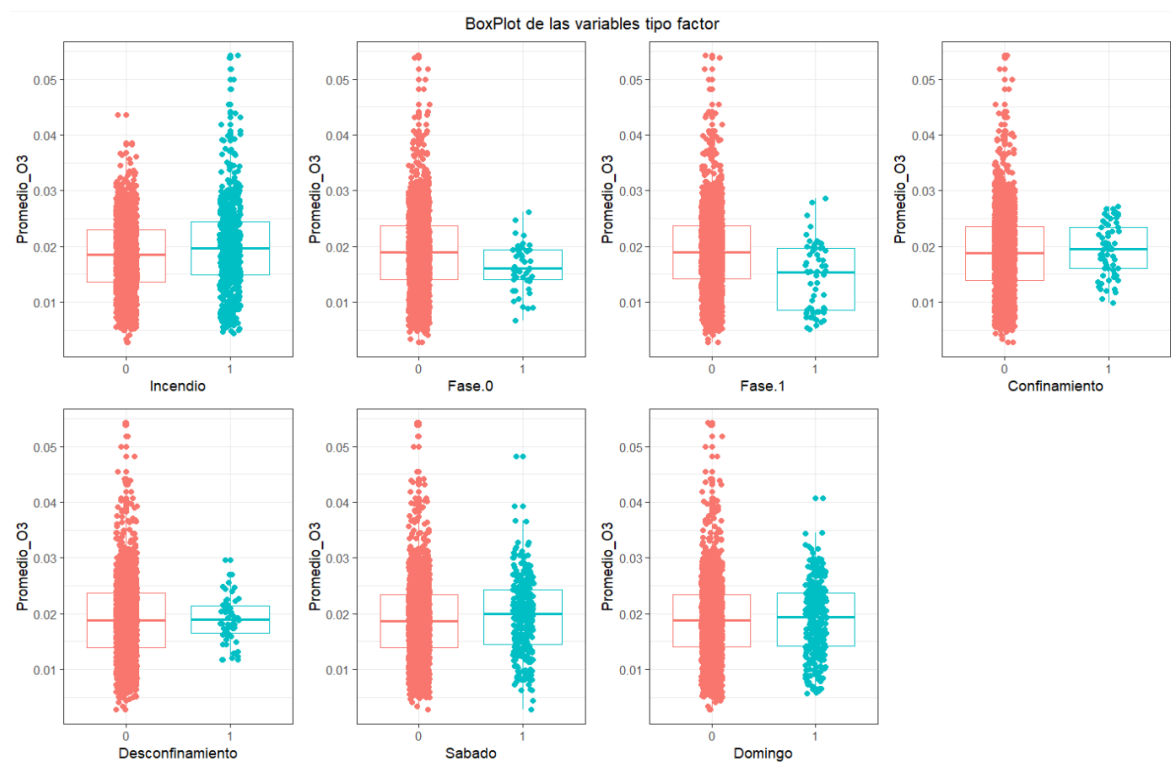 BoxPlot de las variables tipo factor
Promedio_O3
0.05
0.04
0.03
0.02
0.01
0 1
Incendio
Promedio_O3
0.05
0.04
0.03
0.02
0.01
0 1
Fase.0
Promedio_O3
0.05
0.04
0.03
0.02
0.01
0 1
Fase.1
Promedio_O3
0.05
0.04
0.03
0.02
0.01
0 1
Confinamiento
Promedio_O3
0.05
0.04
0.03
0.02
0.01
0 1
Desconfinamiento
Promedio_O3
0.05
0.04
0.03
0.02
0.01
0 1
Sabado
Promedio_O3
0.05
0.04
0.03
0.02
0.01
0 1
Domingo